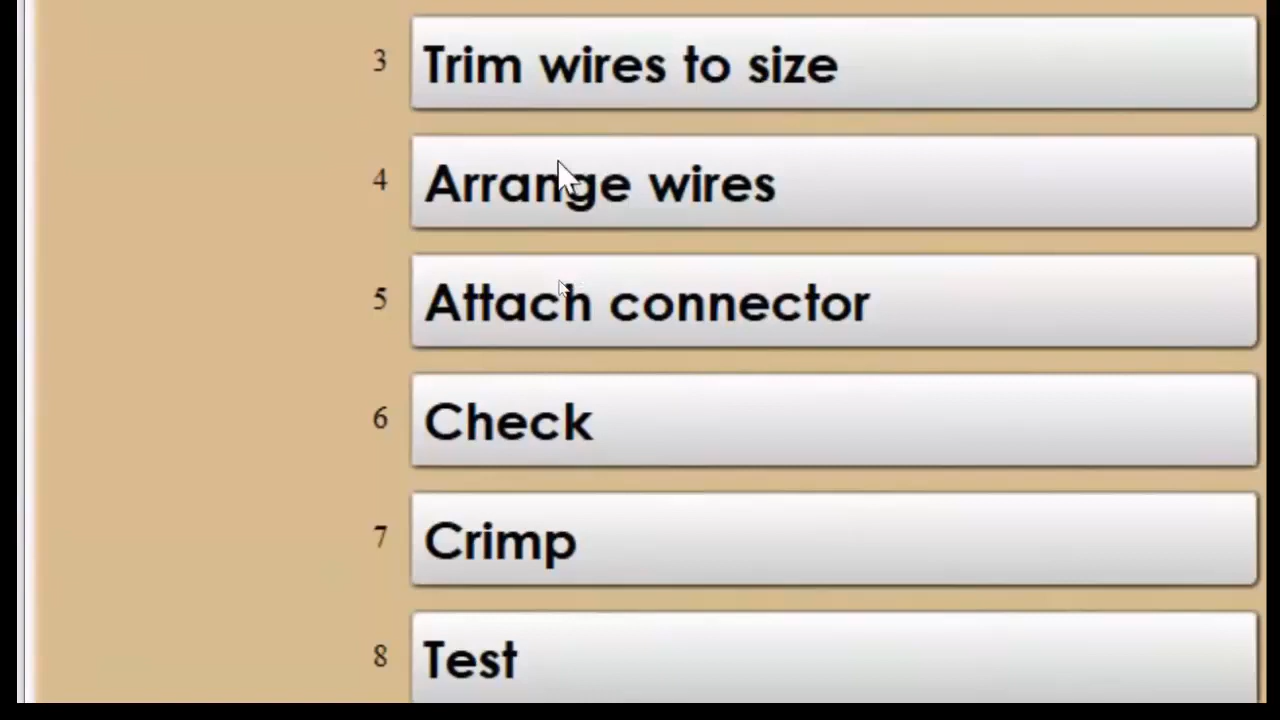 3 Trim wires to size
4 Arrange wires
5 Attach connector
6 Check
7 Crimp
8 Test